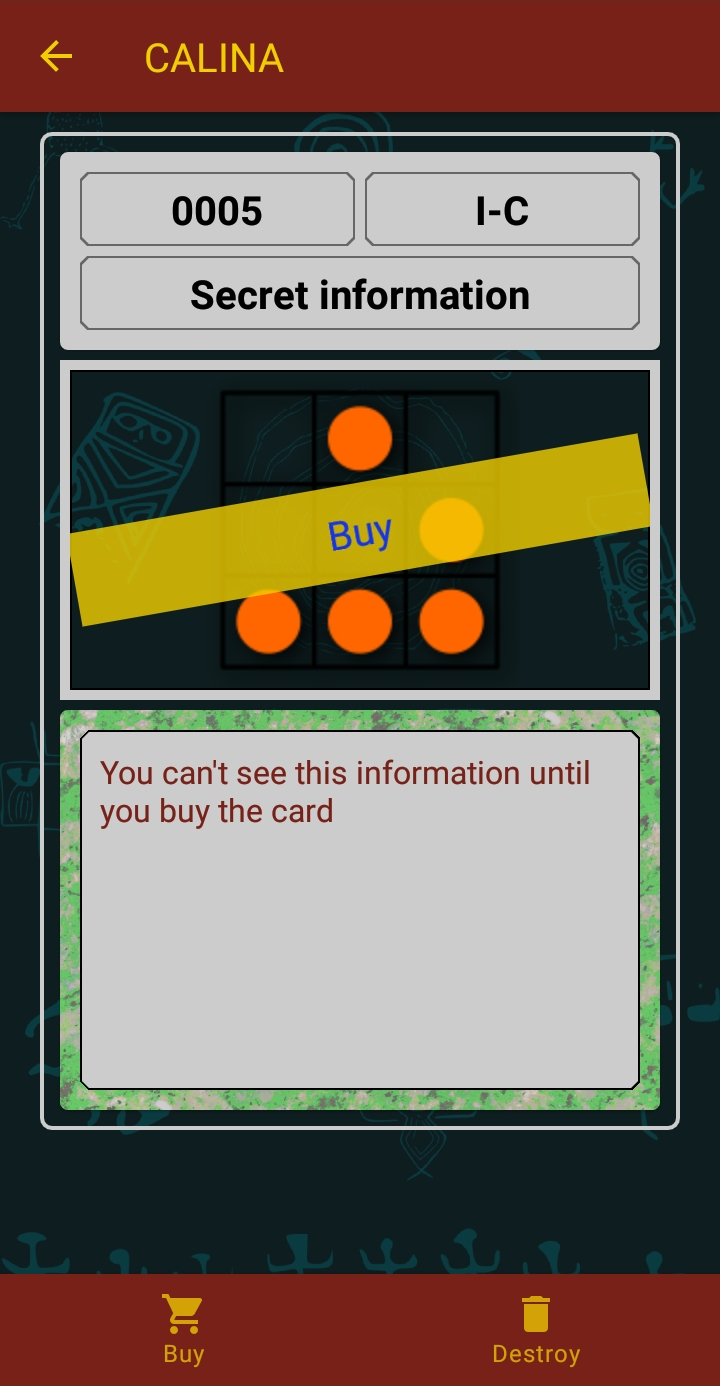 CALINA
0005
I-C
Secret information
Buy
You can't see this information until
you buy the card
Buy
Destroy